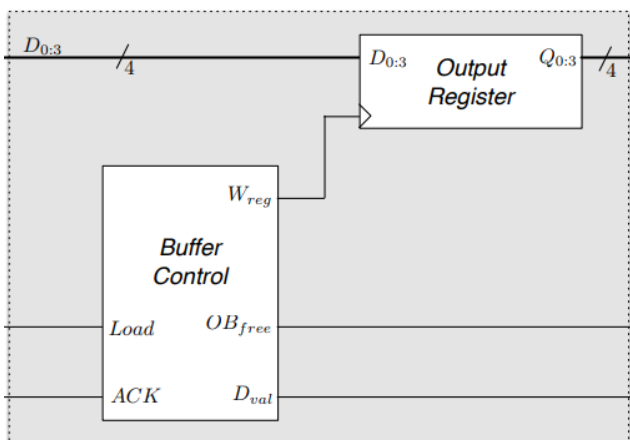 D0:3
4
D0:3
Output
Register
Q0:3
4
Wreg
Buffer
Control
Load
OBfree
ACK
Dval